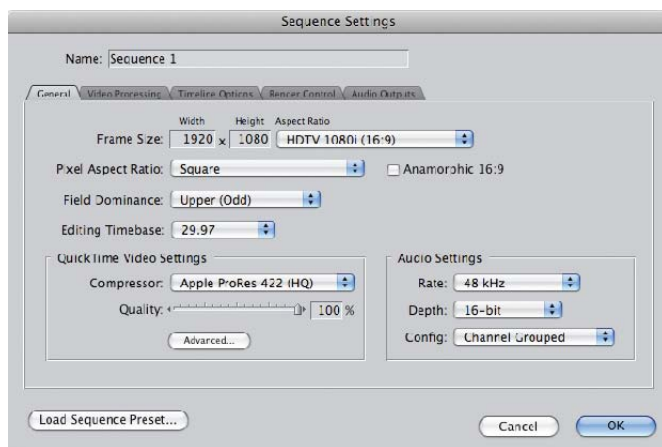 Sequence Settings
Name: Sequence 1
General Video Processing Timeline Options Render Control Audio Outputs
Width Height Aspect Ratio
Frame Size: 1920 x 1080 HDTV 1080i (16:9)
Pixel Aspect Ratio: Square Anamorphic 16:9
Field Dominance: Upper (Odd)
Editing Timebase: 29.97
QuickTime Video Settings Audio Settings
Compressor: Apple ProRes 422 (HQ) Rate: 48 kHz
Quality: 100 % Depth: 16-bit
Advanced... Config: Channel Grouped
Load Sequence Preset... Cancel OK